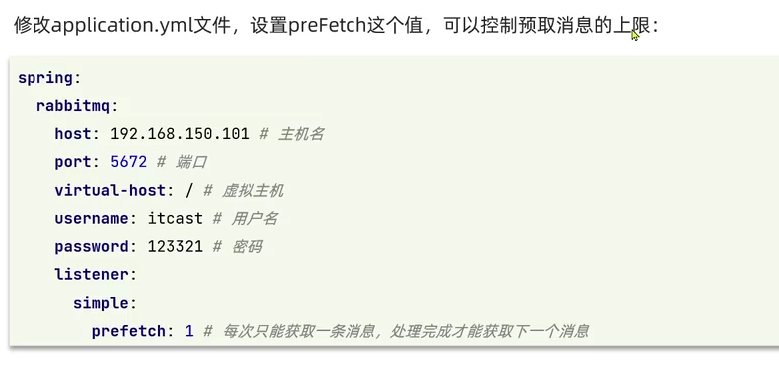 修改application.yml文件，设置preFetch这个值，可以控制预取消息的上限：
spring:
rabbitmq:
host: 192.168.150.101 # 主机名
port: 5672 # 端口
virtual-host: / # 虚拟主机
username: itcast # 用户名
password: 123321 # 密码
listener:
simple:
prefetch: 1 # 每次只能获取一条消息，处理完成才能获取下一个消息